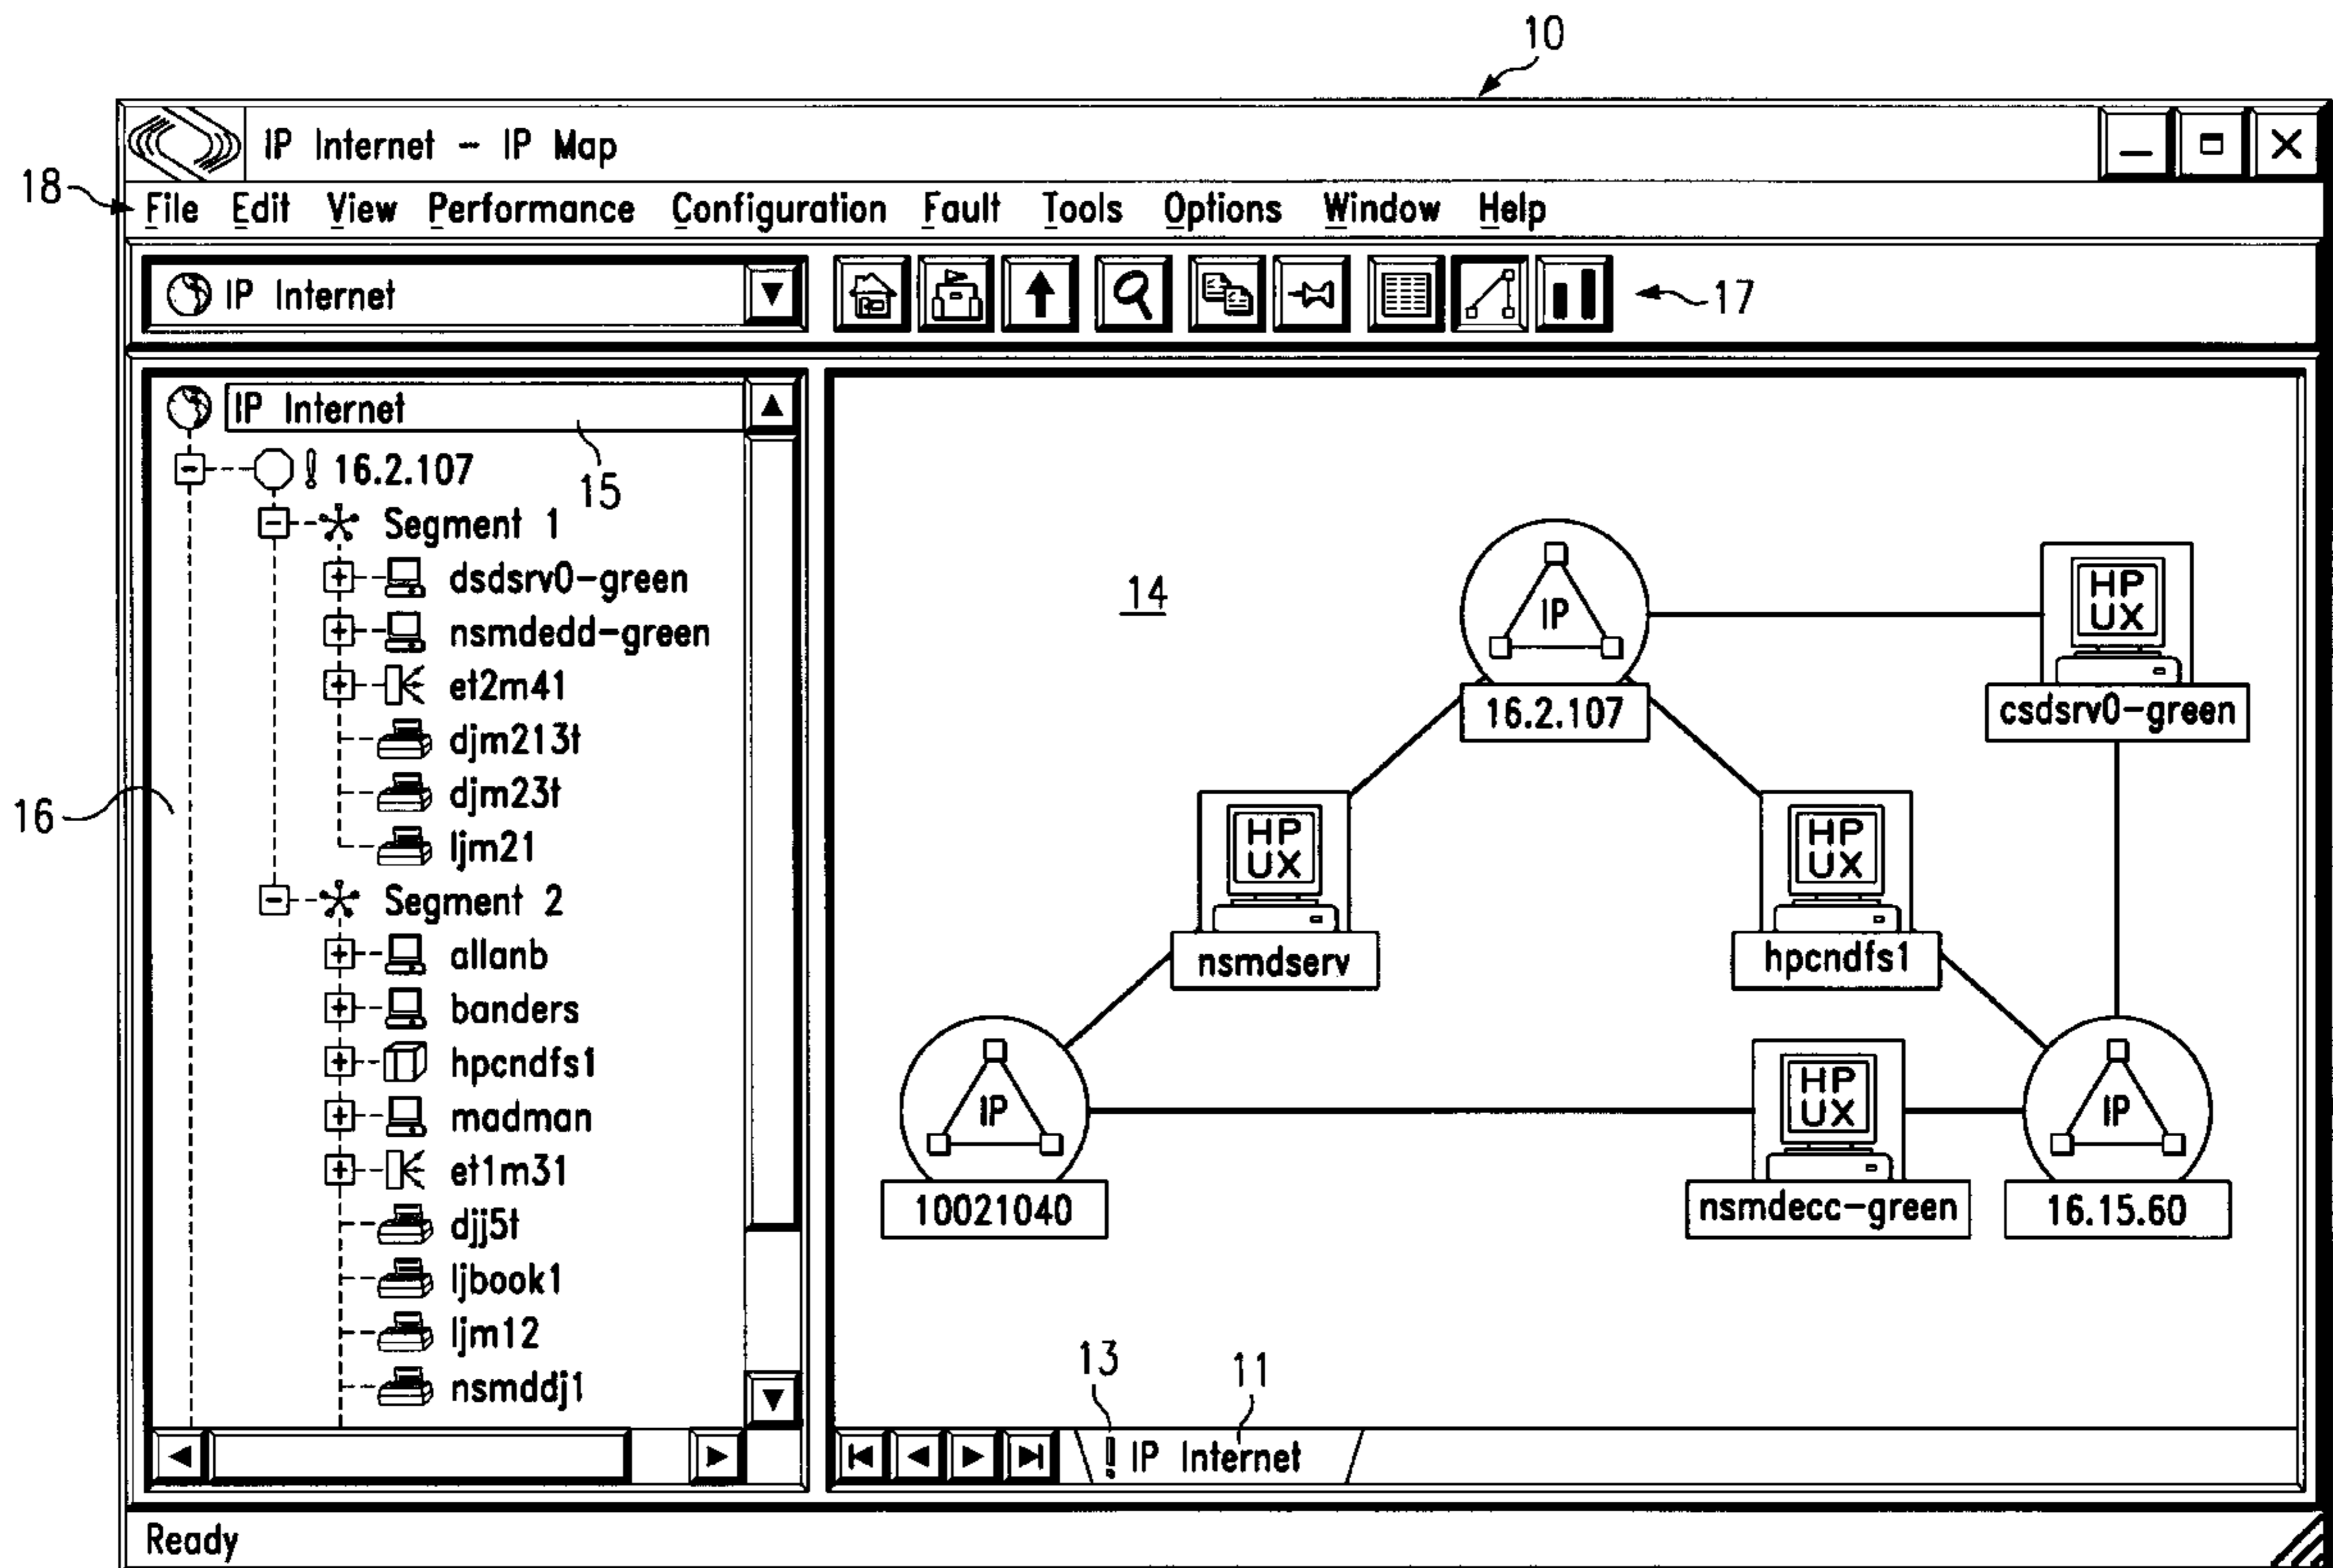 10
IP Internet - IP Map
18
File Edit View Performance Configuration Fault Tools Options Window Help
IP Internet
17
IP Internet
15
! 16.2.107
Segment 1
dsdsrv0-green
nsmdedd-green
et2m41
djm213t
djm23t
ljm21
16
Segment 2
allanb
banders
hpcndfs1
madman
et1m31
djj5t
ljbook1
ljm12
nsmddj1
14
IP
16.2.107
HP
UX
csdsrv0-green
HP
UX
nsmdserv
HP
UX
hpcndfs1
IP
10021040
HP
UX
nsmdecc-green
IP
16.15.60
13
11
! IP Internet
Ready